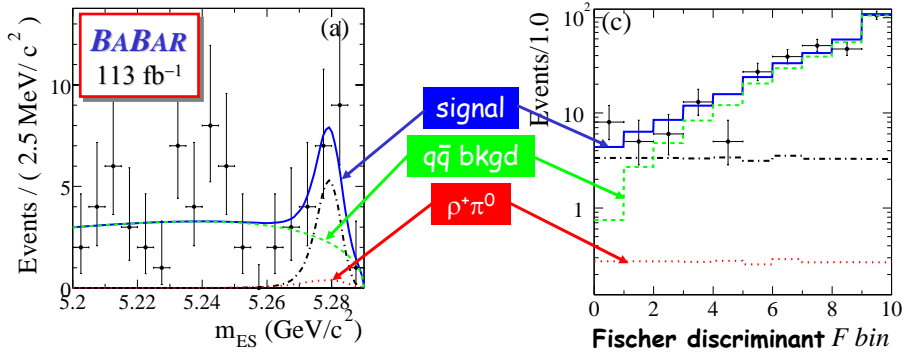 BABAR
113 fb⁻¹
(a)
Events / ( 2.5 MeV/ c² )
10
5
0
5.2
5.22
5.24
5.26
5.28
m_ES (GeV/c²)
signal
qq̄ bkgd
ρ⁺π⁰
(c)
Events/1.0
10²
10
1
0
2
4
6
8
10
Fischer discriminant F bin